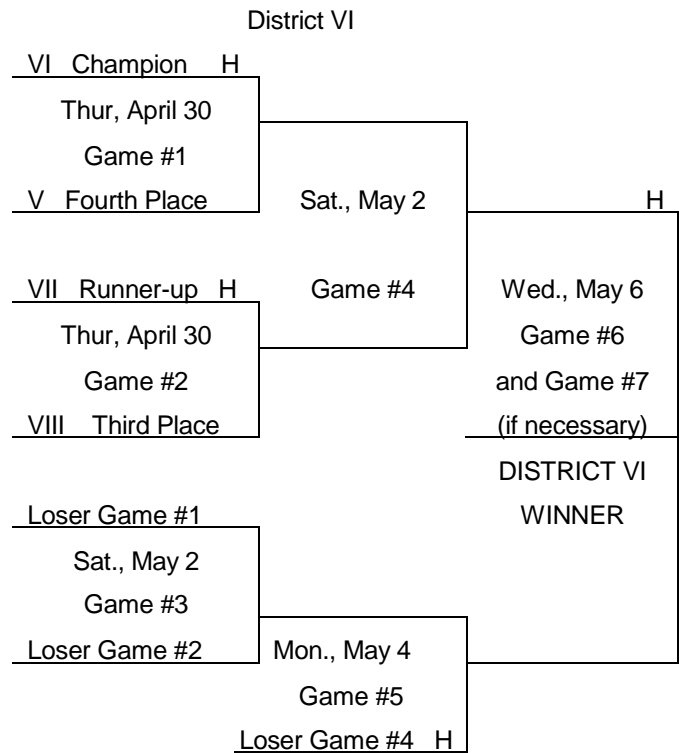 District VI
VI Champion H
Thur, April 30
Game #1
V Fourth Place
Sat., May 2
H
VII Runner-up H
Game #4
Wed., May 6
Thur, April 30
Game #6
Game #2
and Game #7
VIII Third Place
(if necessary)
DISTRICT VI
Loser Game #1
WINNER
Sat., May 2
Game #3
Loser Game #2
Mon., May 4
Game #5
Loser Game #4 H